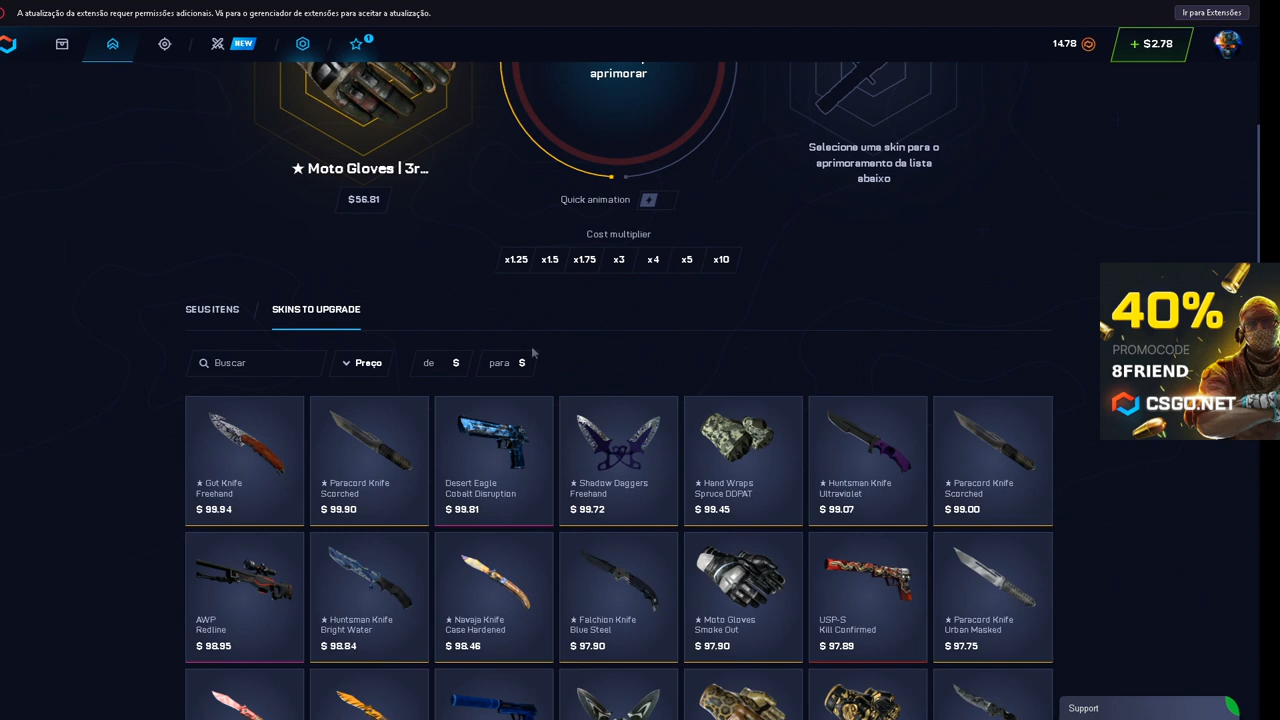 A atualização da extensão requer permissões adicionais. Vá para o gerenciador de extensões para aceitar a atualização.
Ir para Extensões
NEW
1
14.78
+ $2.78
aprimorar
★ Moto Gloves | 3r...
$56.81
Selecione uma skin para o
aprimoramento da lista
abaixo
Quick animation
Cost multiplier
x1.25 x1.5 x1.75 x3 x4 x5 x10
SEUS ITENS / SKINS TO UPGRADE
Buscar
Preço
de $
para $
40%
PROMOCODE
8FRIEND
CSGO.NET
★ Gut Knife
Freehand
$ 99.94
★ Paracord Knife
Scorched
$ 99.90
Desert Eagle
Cobalt Disruption
$ 99.81
★ Shadow Daggers
Freehand
$ 99.72
★ Hand Wraps
Spruce DDPAT
$ 99.45
★ Huntsman Knife
Ultraviolet
$ 99.07
★ Paracord Knife
Scorched
$ 99.00
AWP
Redline
$ 98.95
★ Huntsman Knife
Bright Water
$ 98.84
★ Navaja Knife
Case Hardened
$ 98.46
★ Falchion Knife
Blue Steel
$ 97.90
★ Moto Gloves
Smoke Out
$ 97.90
USP-S
Kill Confirmed
$ 97.89
★ Paracord Knife
Urban Masked
$ 97.75
Support